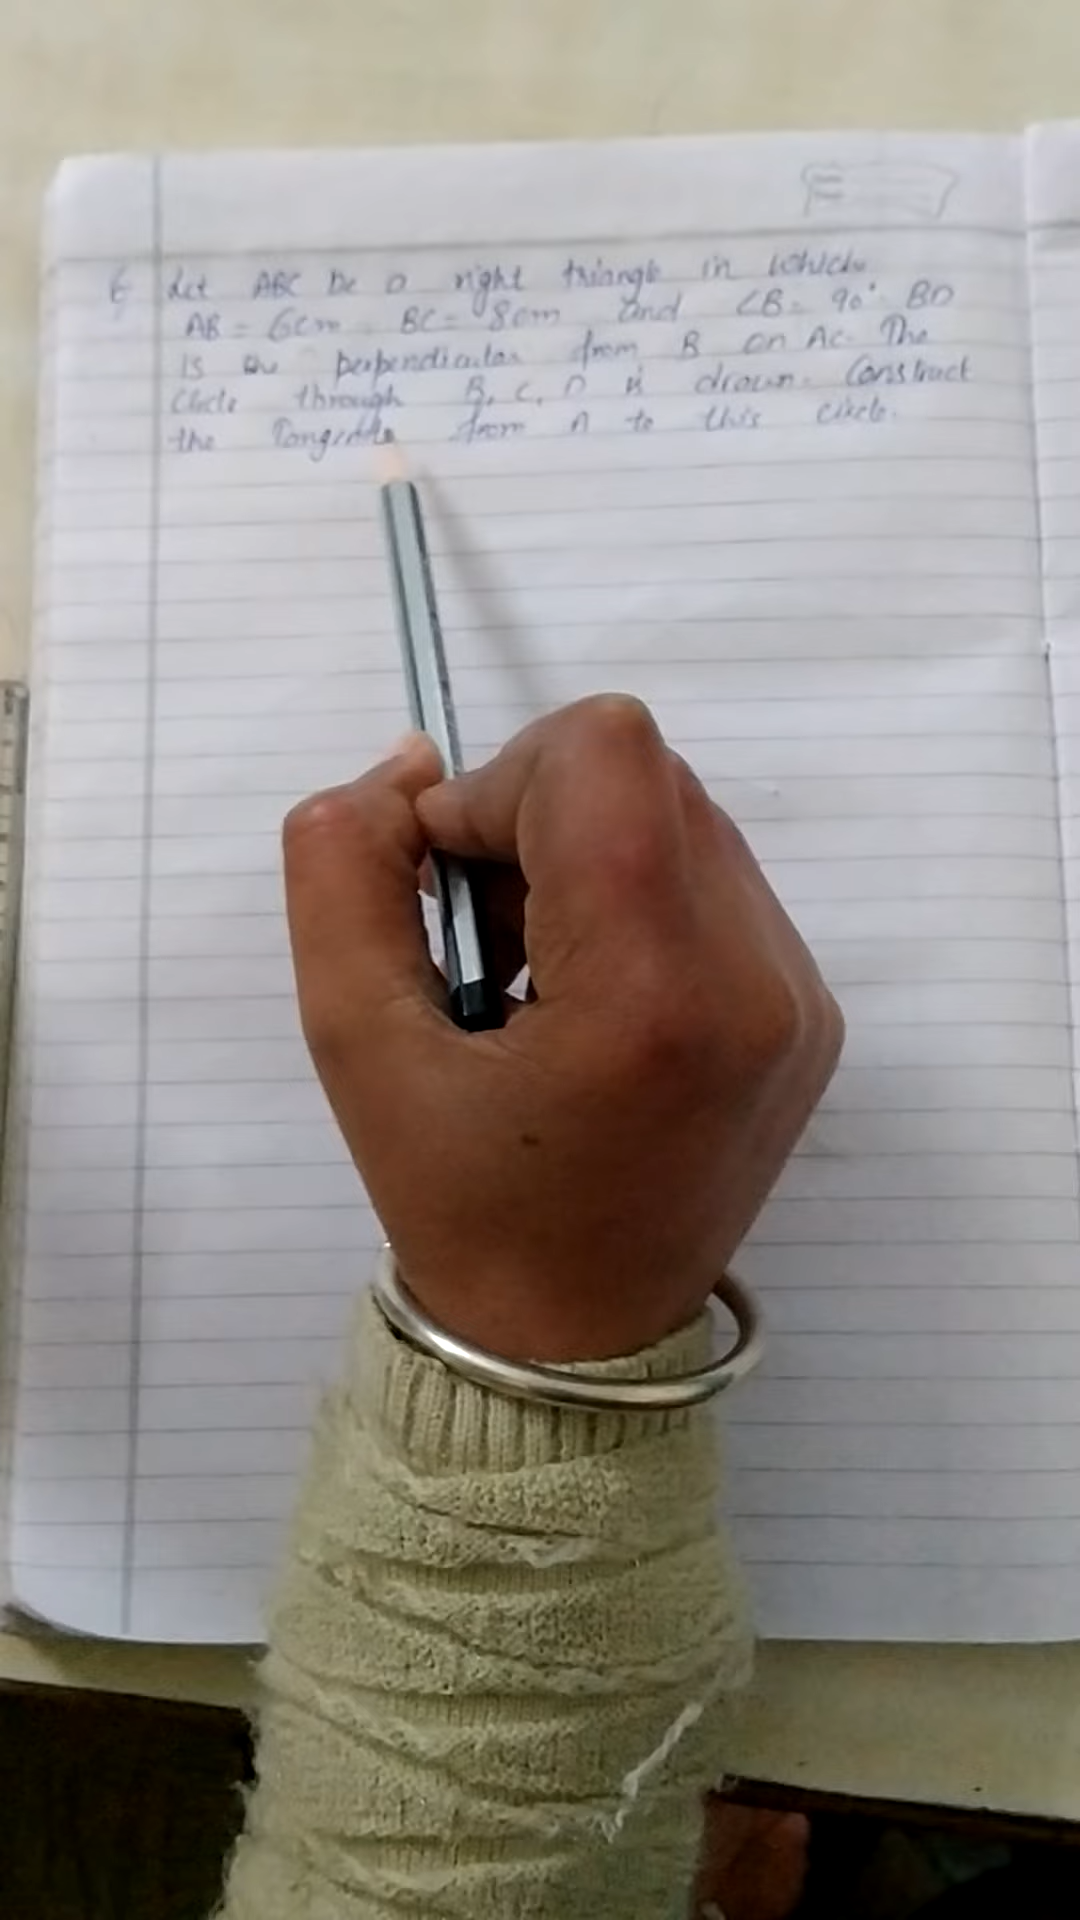 6 Let ABC be a right triangle in which
AB = 6cm BC = 8cm and ∠B = 90° BD
is the perpendicular from B on AC. The
circle through B, C, D is drawn. Construct
the Tangents from A to this circle.